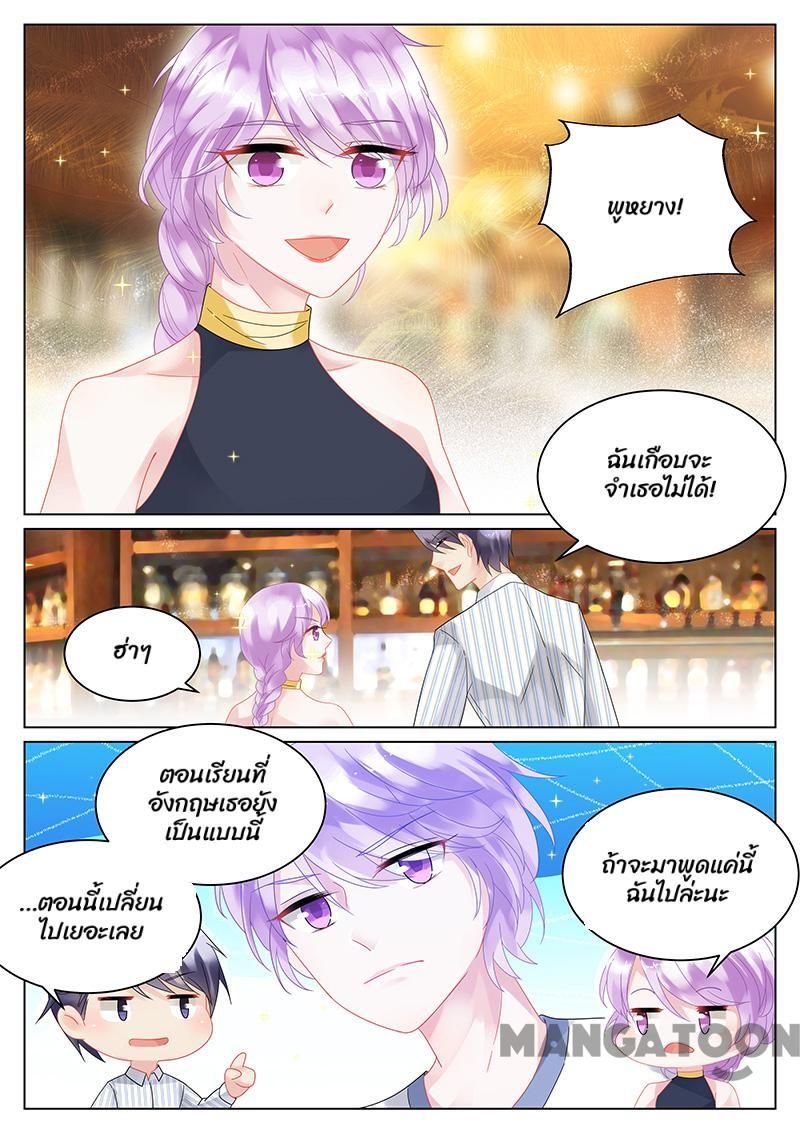 พูหยาง!
ฉันเกือบจะ
จำเธอไม่ได้!
ฮ่าๆ
ตอนเรียนที่
อังกฤษเธอยัง
เป็นแบบนี้
...ตอนนี้เปลี่ยน
ไปเยอะเลย
ถ้าจะมาพูดแค่นี้
ฉันไปล่ะนะ
MANGATOON